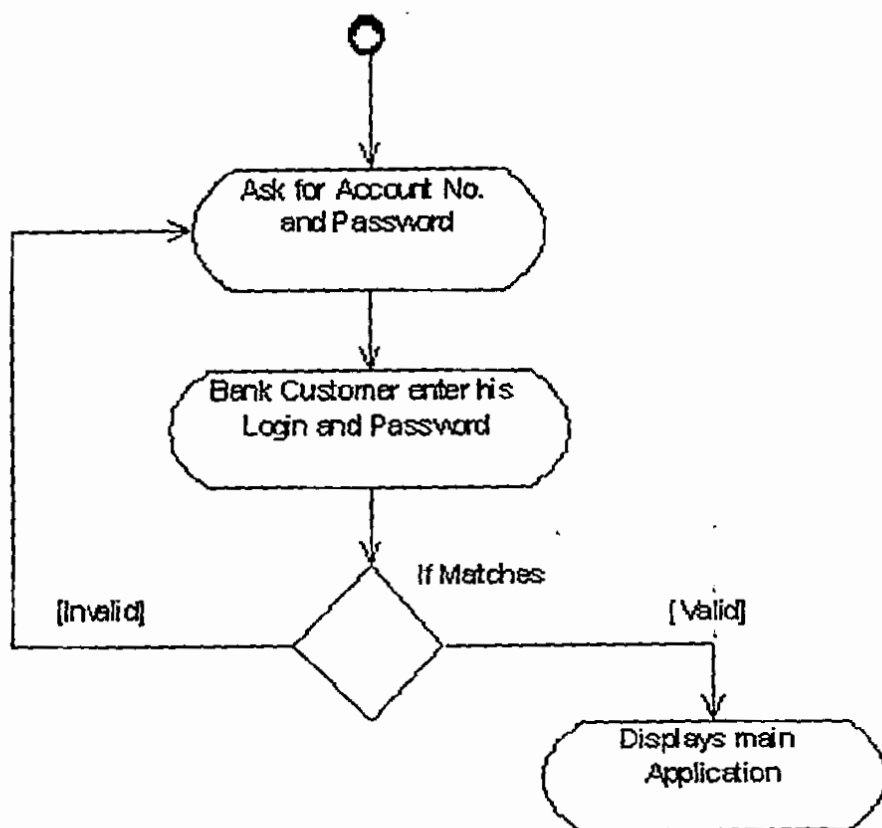 Ask for Account No.
and Password
Bank Customer enter his
Login and Password
If Matches
[Invalid]
[Valid]
Displays main
Application